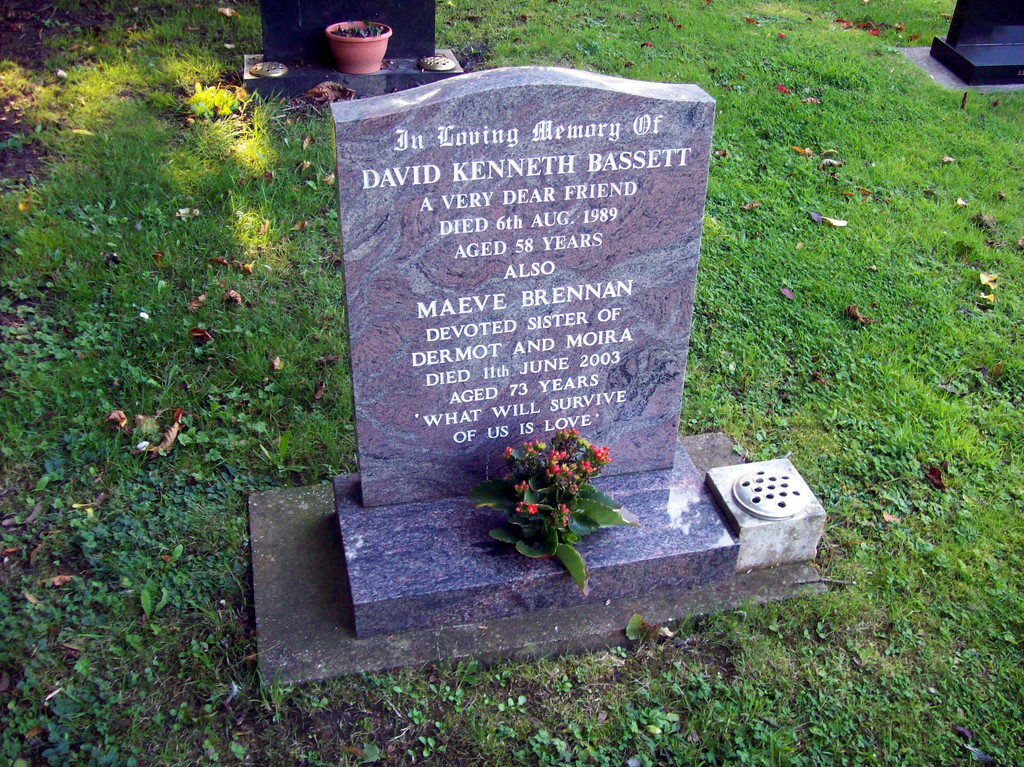 In Loving Memory Of
DAVID KENNETH BASSETT
A VERY DEAR FRIEND
DIED 6th AUG. 1989
AGED 58 YEARS
ALSO
MAEVE BRENNAN
DEVOTED SISTER OF
DERMOT AND MOIRA
DIED 11th JUNE 2003
AGED 73 YEARS
'WHAT WILL SURVIVE
OF US IS LOVE'